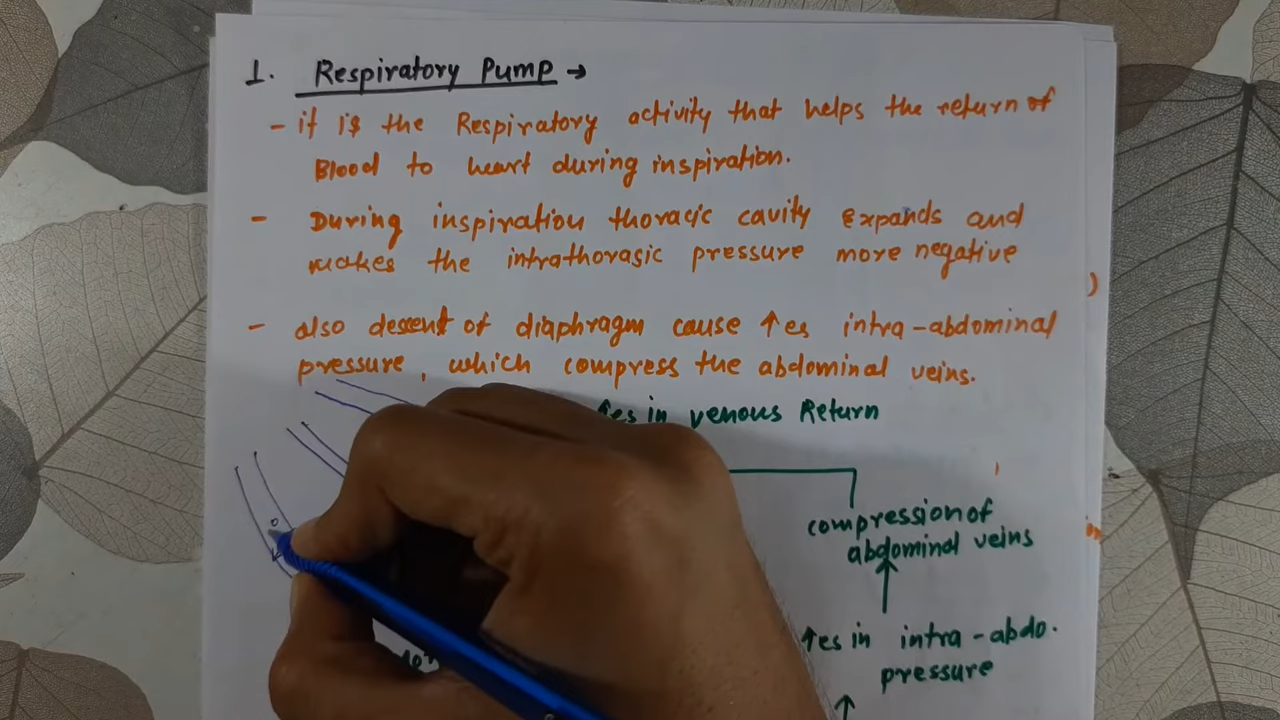 1. Respiratory Pump →
- it is the Respiratory activity that helps the return of
Blood to heart during inspiration.
- During inspiration thoracic cavity Expands and
makes the intrathorasic pressure more negative
- also descent of diaphragm cause ↑es intra-abdominal
pressure, which compress the abdominal veins.
↑es in venous Return
compression of
abdominal veins
↑es in intra-abdo.
pressure